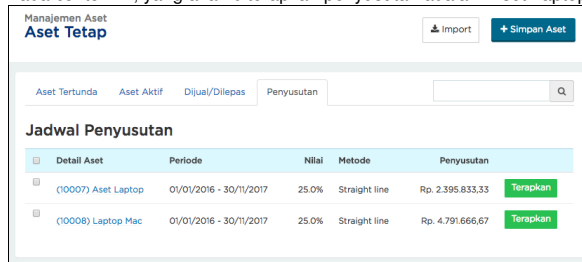 Manajemen Aset
Aset Tetap
Import
+ Simpan Aset
Aset Tertunda Aset Aktif Dijual/Dilepas Penyusutan
Jadwal Penyusutan
Detail Aset Periode Nilai Metode Penyusutan
(10007) Aset Laptop 01/01/2016 - 30/11/2017 25.0% Straight line Rp. 2.395.833,33 Terapkan
(10008) Laptop Mac 01/01/2016 - 30/11/2017 25.0% Straight line Rp. 4.791.666,67 Terapkan